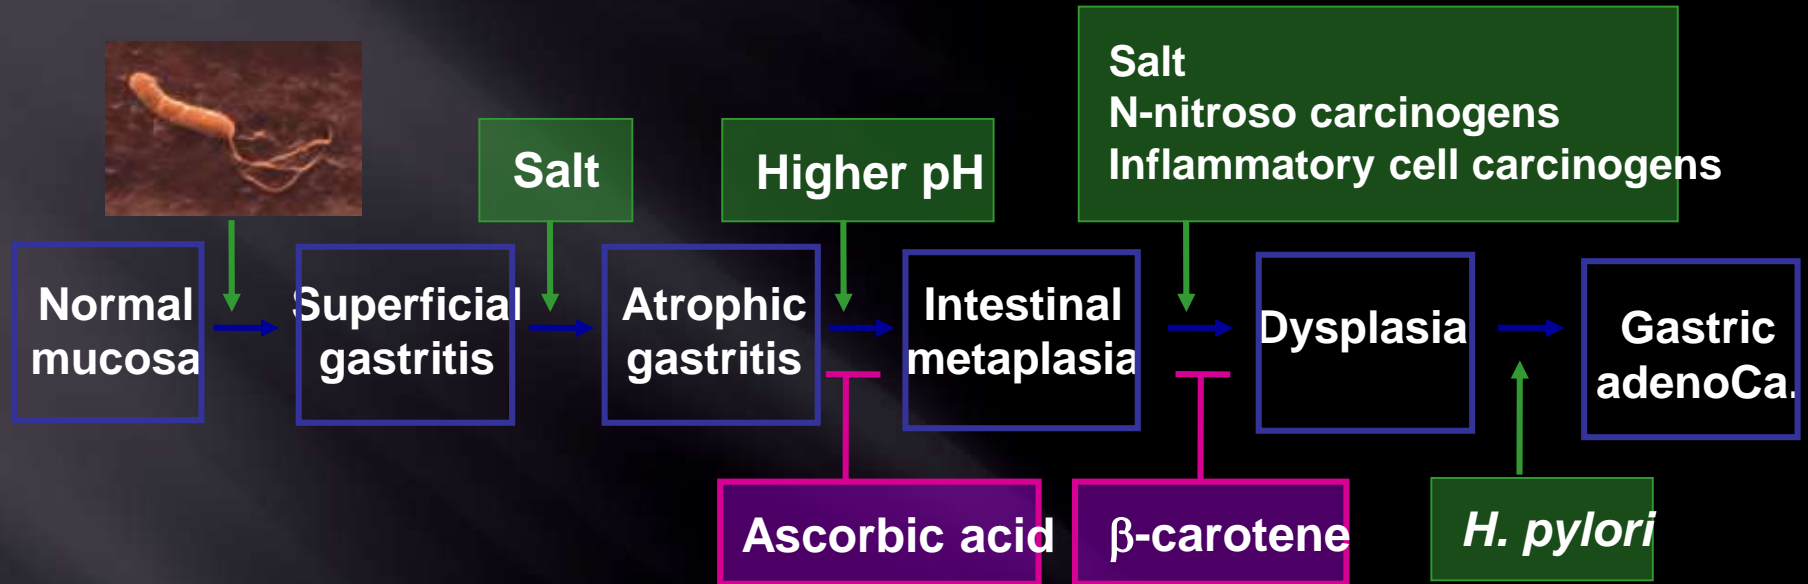 Salt
N-nitroso carcinogens
Inflammatory cell carcinogens
Salt
Higher pH
Normal
mucosa
Superficial
gastritis
Atrophic
gastritis
Intestinal
metaplasia
Dysplasia
Gastric
adenoCa.
Ascorbic acid
β-carotene
H. pylori